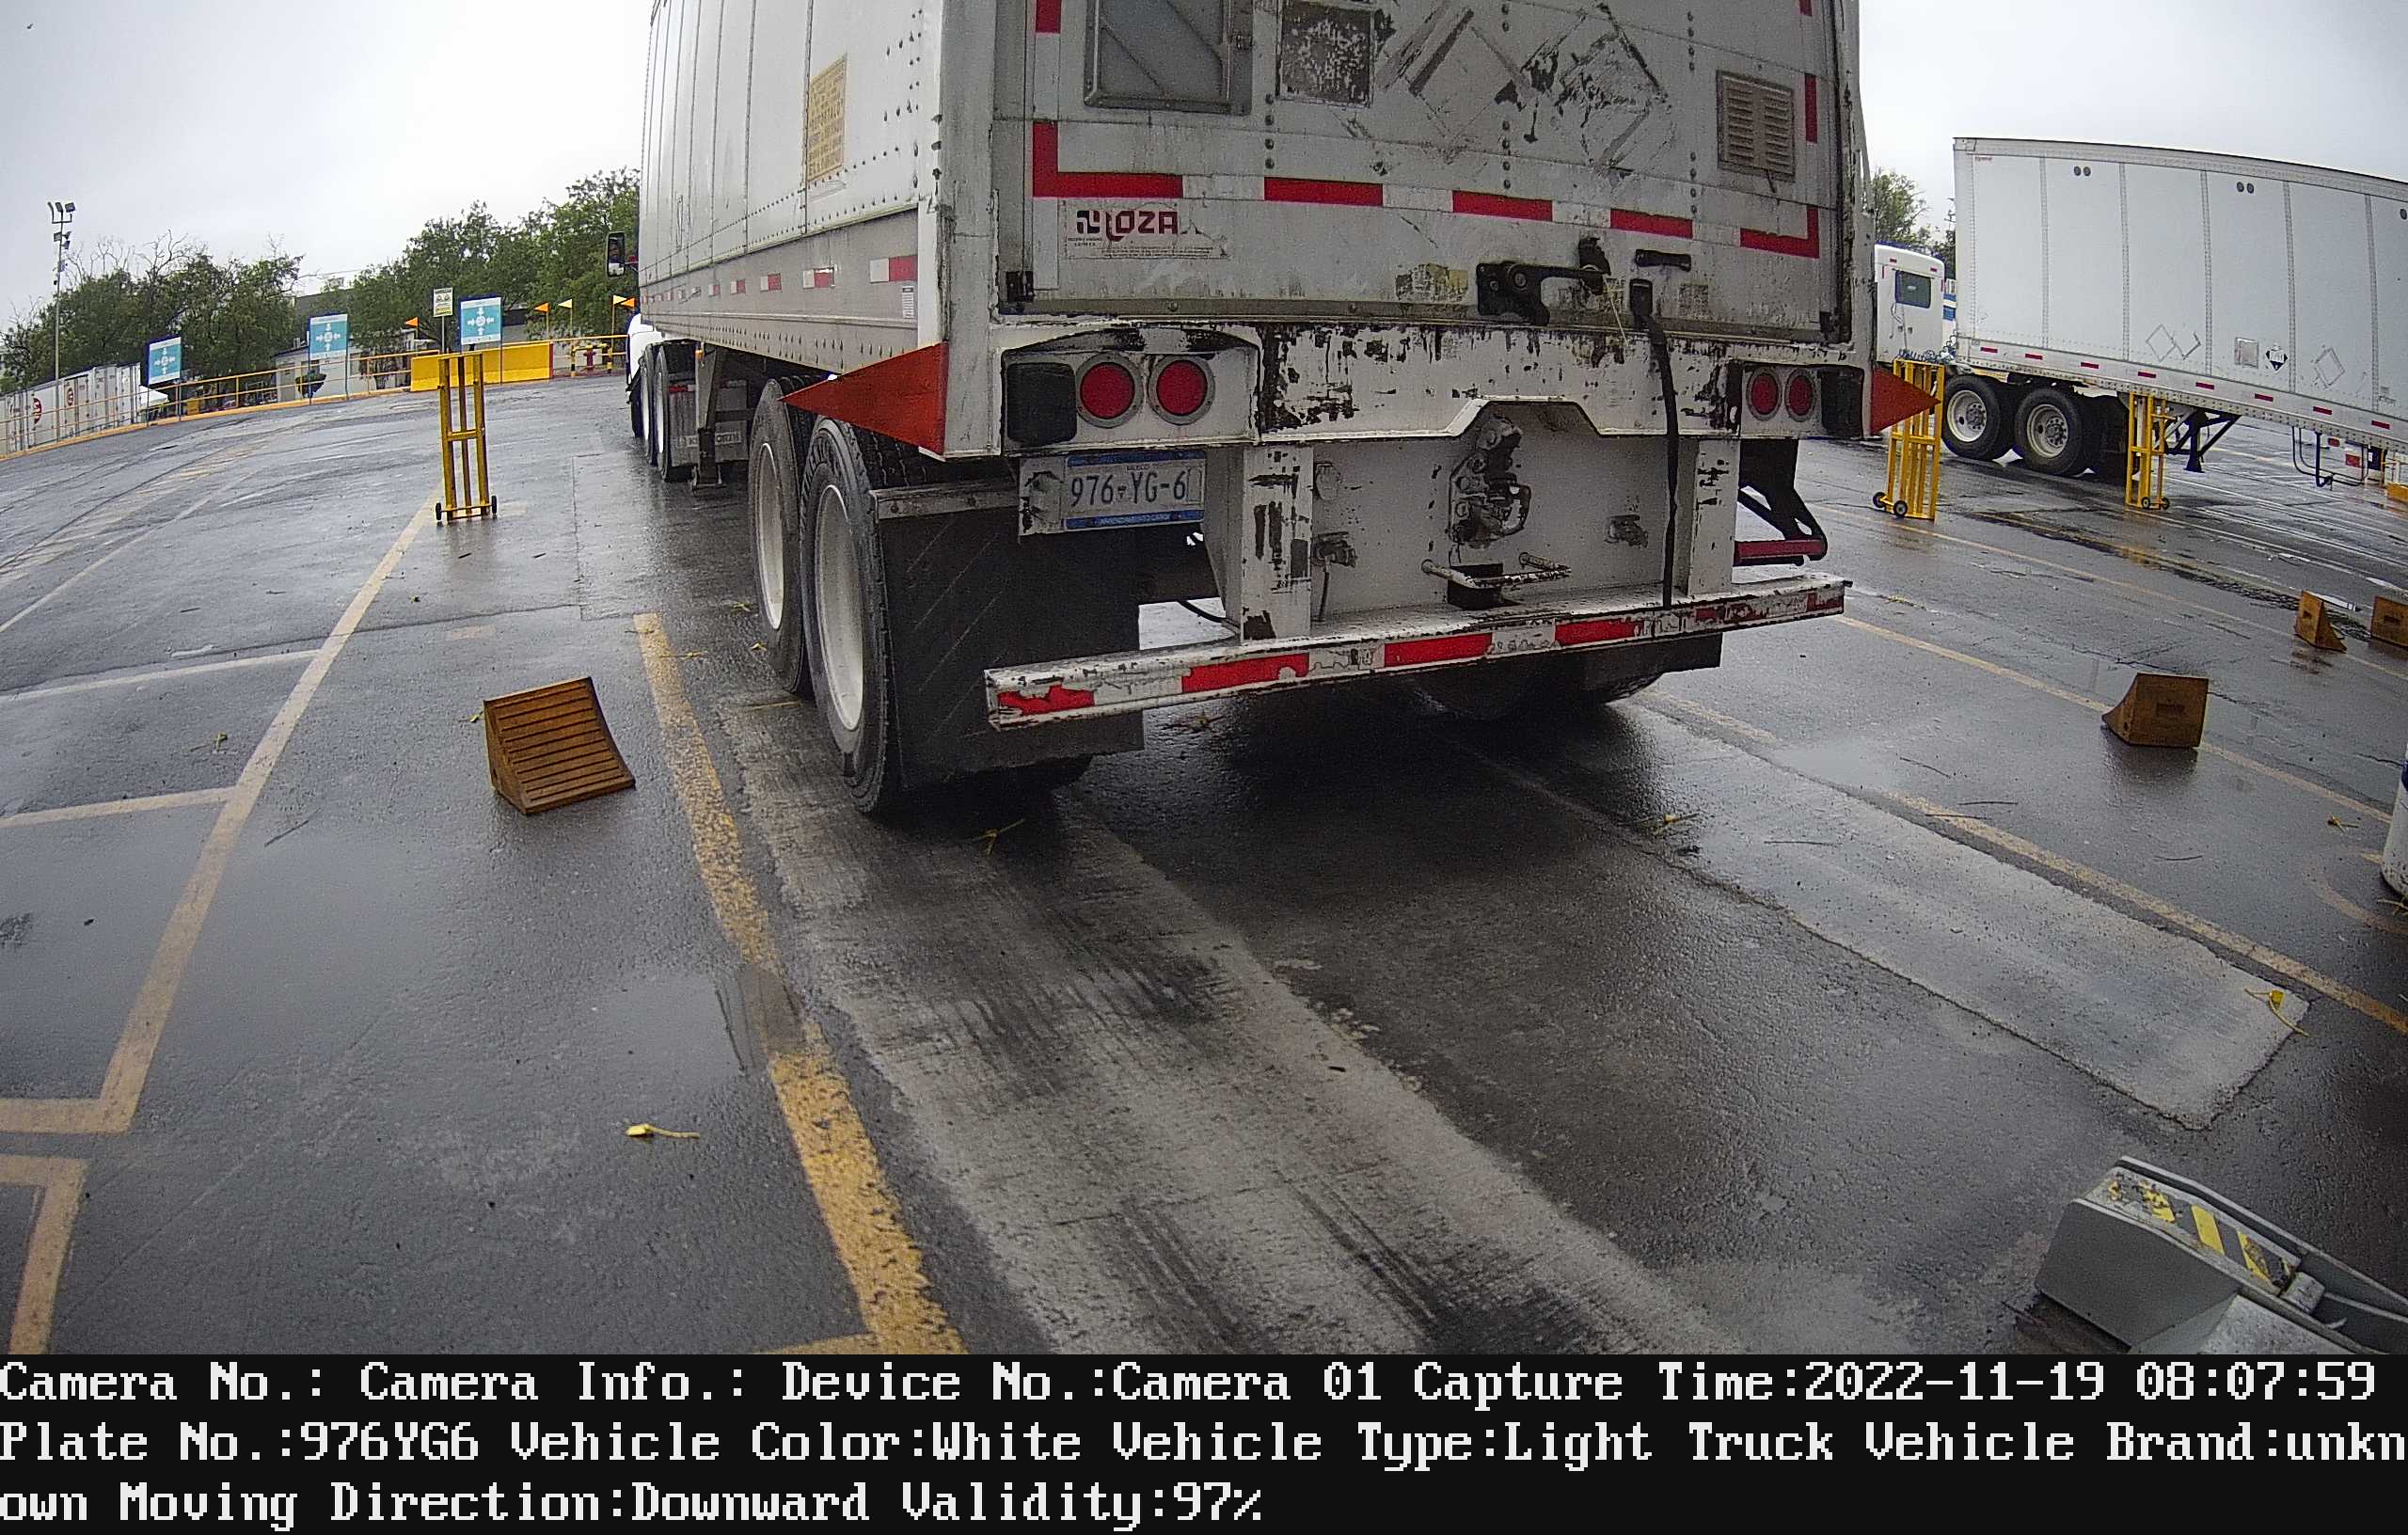 MOZA
MEXICO
976-YG-6
Camera No.: Camera Info.: Device No.:Camera 01 Capture Time:2022-11-19 08:07:59
Plate No.:976YG6 Vehicle Color:White Vehicle Type:Light Truck Vehicle Brand:unkn
own Moving Direction:Downward Validity:97%